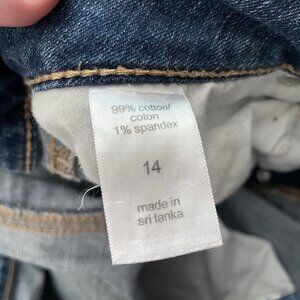 99% cotton/
coton
1% spandex
14
made in
sri lanka